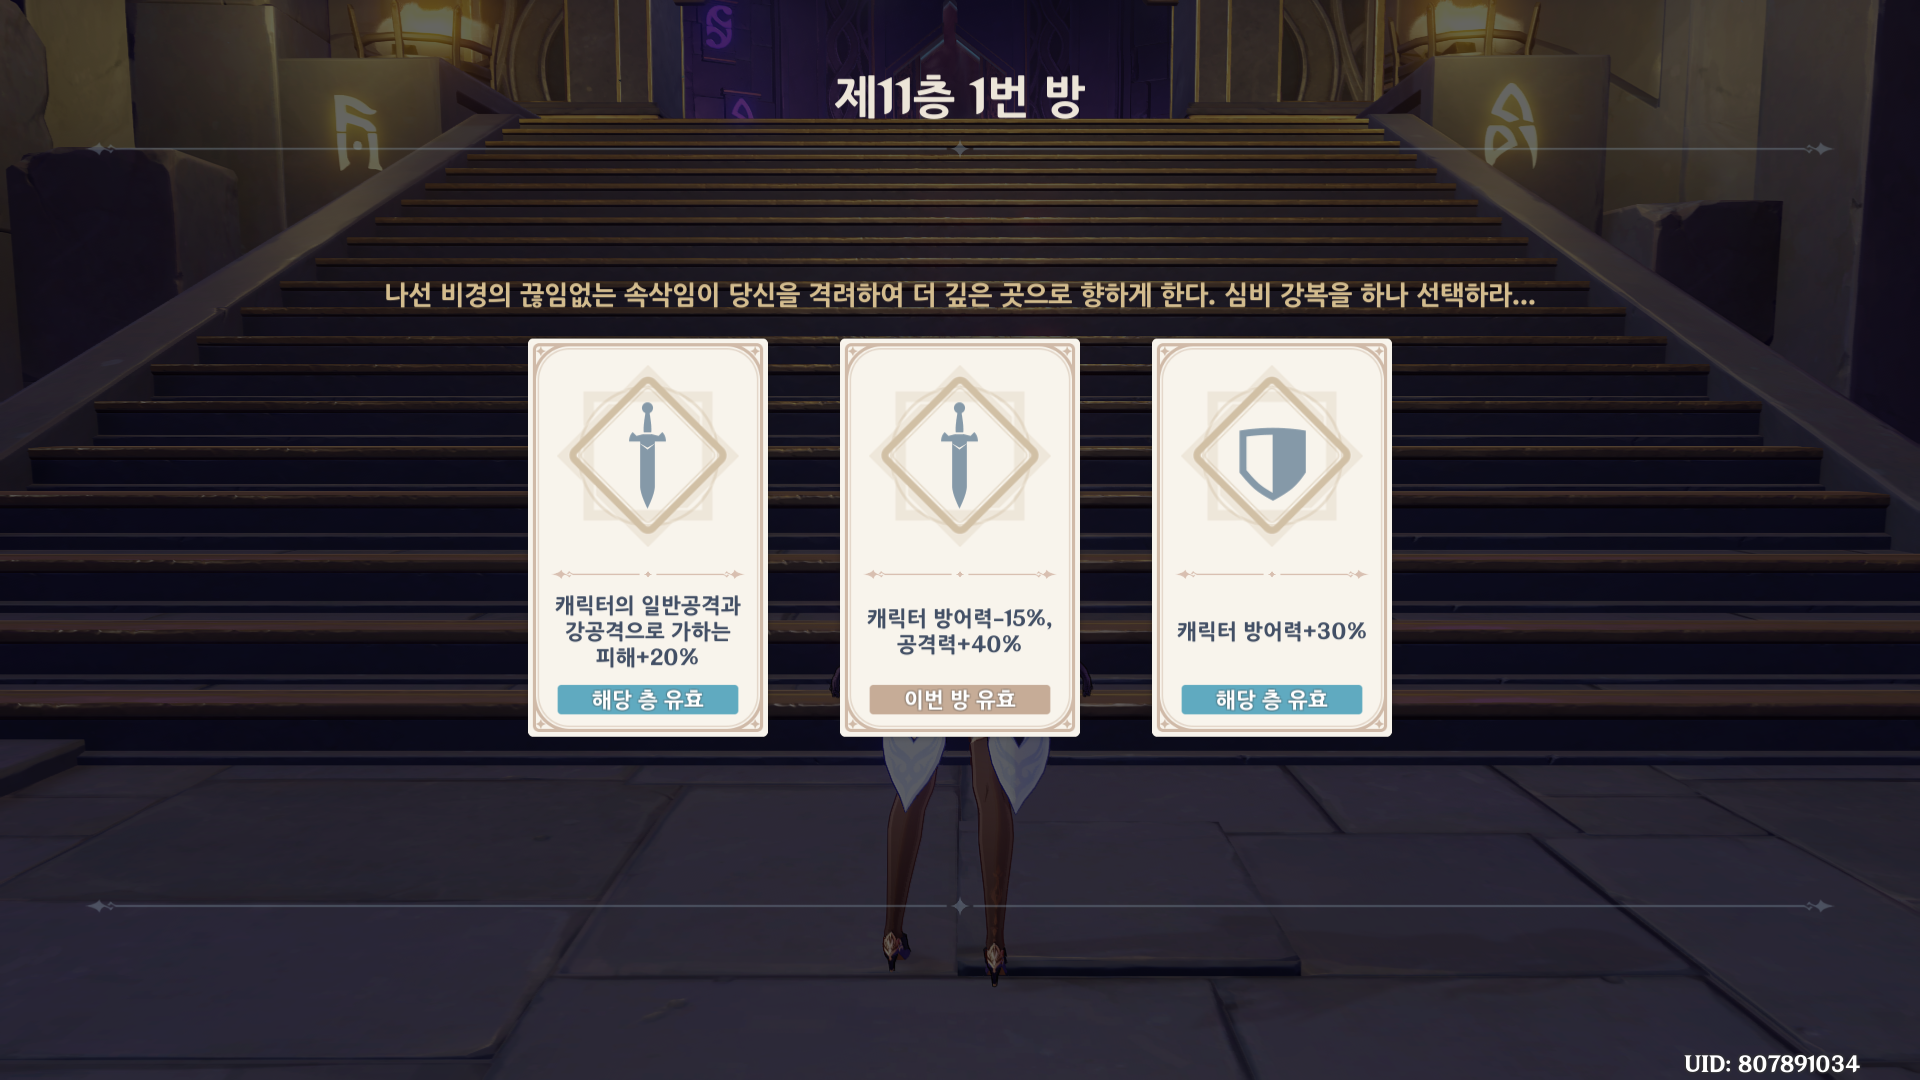 제11층 1번 방
나선 비경의 끊임없는 속삭임이 당신을 격려하여 더 깊은 곳으로 향하게 한다. 심비 강복을 하나 선택하라...
캐릭터의 일반공격과
강공격으로 가하는
피해+20%
해당 층 유효
캐릭터 방어력-15%,
공격력+40%
이번 방 유효
캐릭터 방어력+30%
해당 층 유효
UID: 807891034